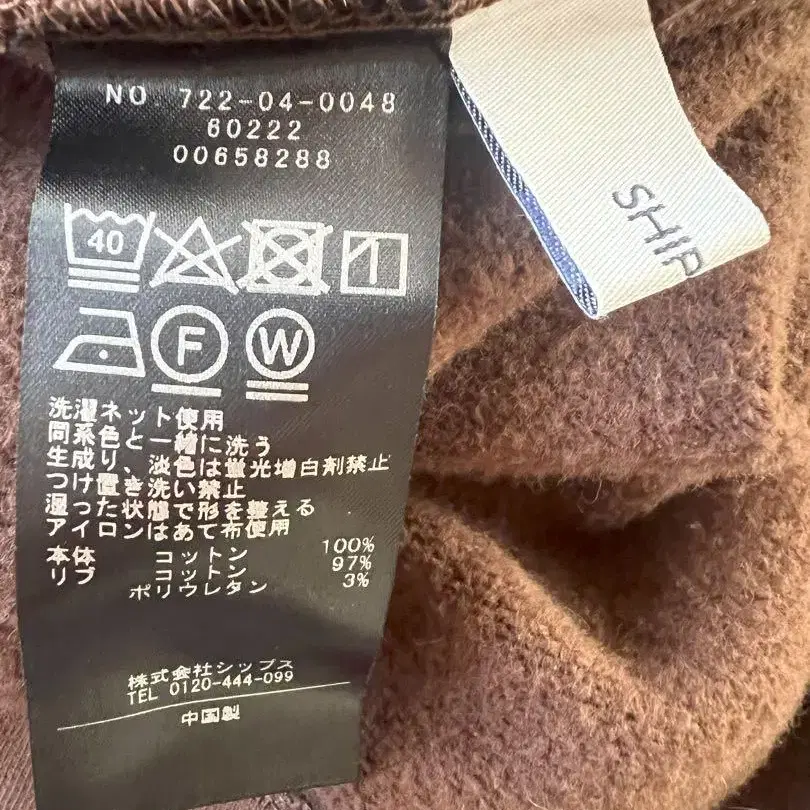 NO 722-04-0048
60222
00658288
40
F
W
洗濯ネット使用
同系色と一緒に洗う
生成り、淡色は蛍光増白剤禁止
つけ置き洗い禁止
湿った状態で形を整える
アイロンはあて布使用
本体 コットン 100%
リブ コットン 97%
ポリウレタン 3%
株式会社シップス
TEL 0120-444-099
中国製
SHIP